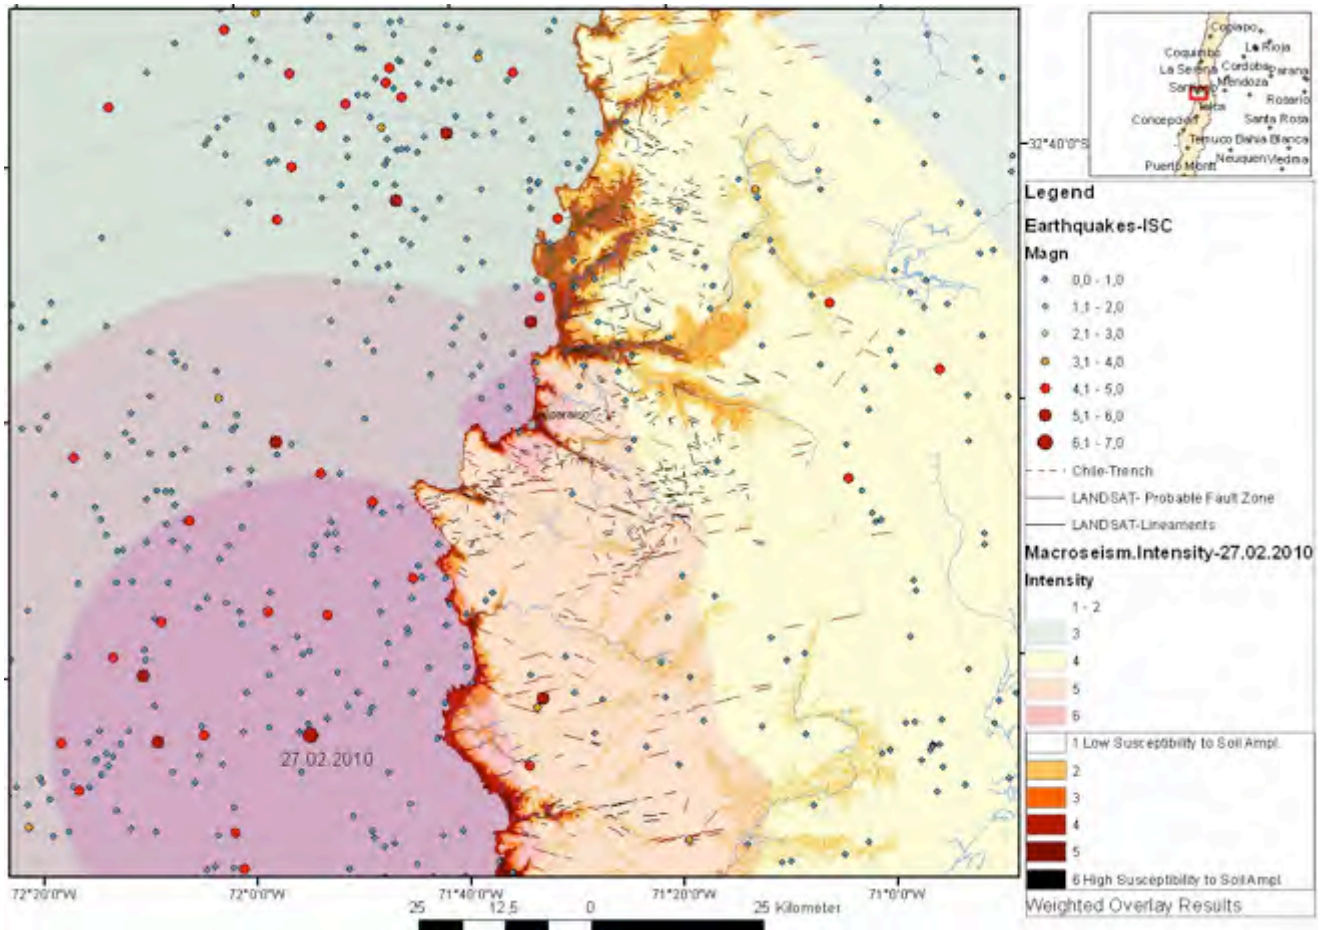 Copiapo
La Rioja
Coquimbo
La Serena
Cordoba
Parana
Mendoza
Santiago
Rosario
Talca
Concepcion
Santa Rosa
Temuco
Bahia Blanca
Neuquen
Viedma
Puerto Montt
32°40'0"S
Legend
Earthquakes-ISC
Magn
0,0 - 1,0
1,1 - 2,0
2,1 - 3,0
3,1 - 4,0
4,1 - 5,0
5,1 - 6,0
6,1 - 7,0
Chile-Trench
LANDSAT- Probable Fault Zone
LANDSAT-Lineaments
Macroseism.Intensity-27.02.2010
Intensity
1 - 2
3
4
5
6
1 Low Susceptibility to Soil Ampl.
2
3
4
5
6 High Susceptibility to Soil Ampl.
Weighted Overlay Results
27.02.2010
72°20'0"W 72°0'0"W 71°40'0"W 71°20'0"W 71°0'0"W
25 12,5 0 25 Kilometer